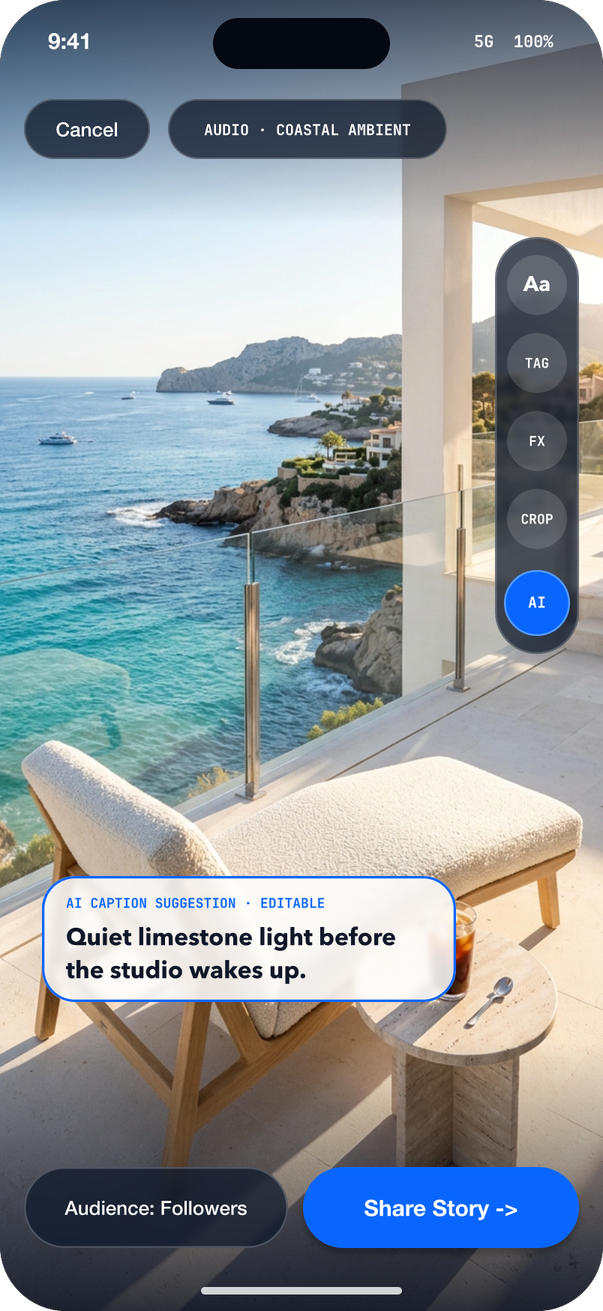 9:41
5G 100%
Cancel
AUDIO · COASTAL AMBIENT
Aa
TAG
FX
CROP
AI
AI CAPTION SUGGESTION · EDITABLE
Quiet limestone light before
the studio wakes up.
Audience: Followers
Share Story ->